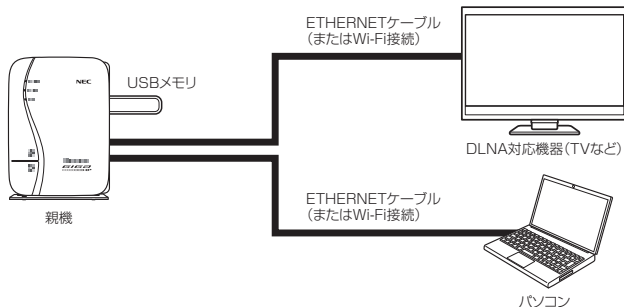 ETHERNETケーブル
(またはWi-Fi接続)
NEC
USBメモリ
DLNA対応機器(TVなど)
親機
ETHERNETケーブル
(またはWi-Fi接続)
パソコン